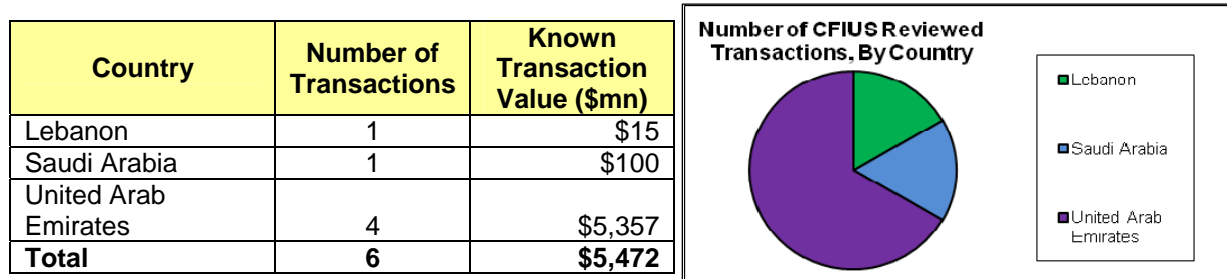 Country
Number of
Transactions
Known
Transaction
Value ($mn)
Lebanon 1 $15
Saudi Arabia 1 $100
United Arab
Emirates 4 $5,357
Total 6 $5,472
Number of CFIUS Reviewed
Transactions, By Country
Lebanon
Saudi Arabia
United Arab
Emirates